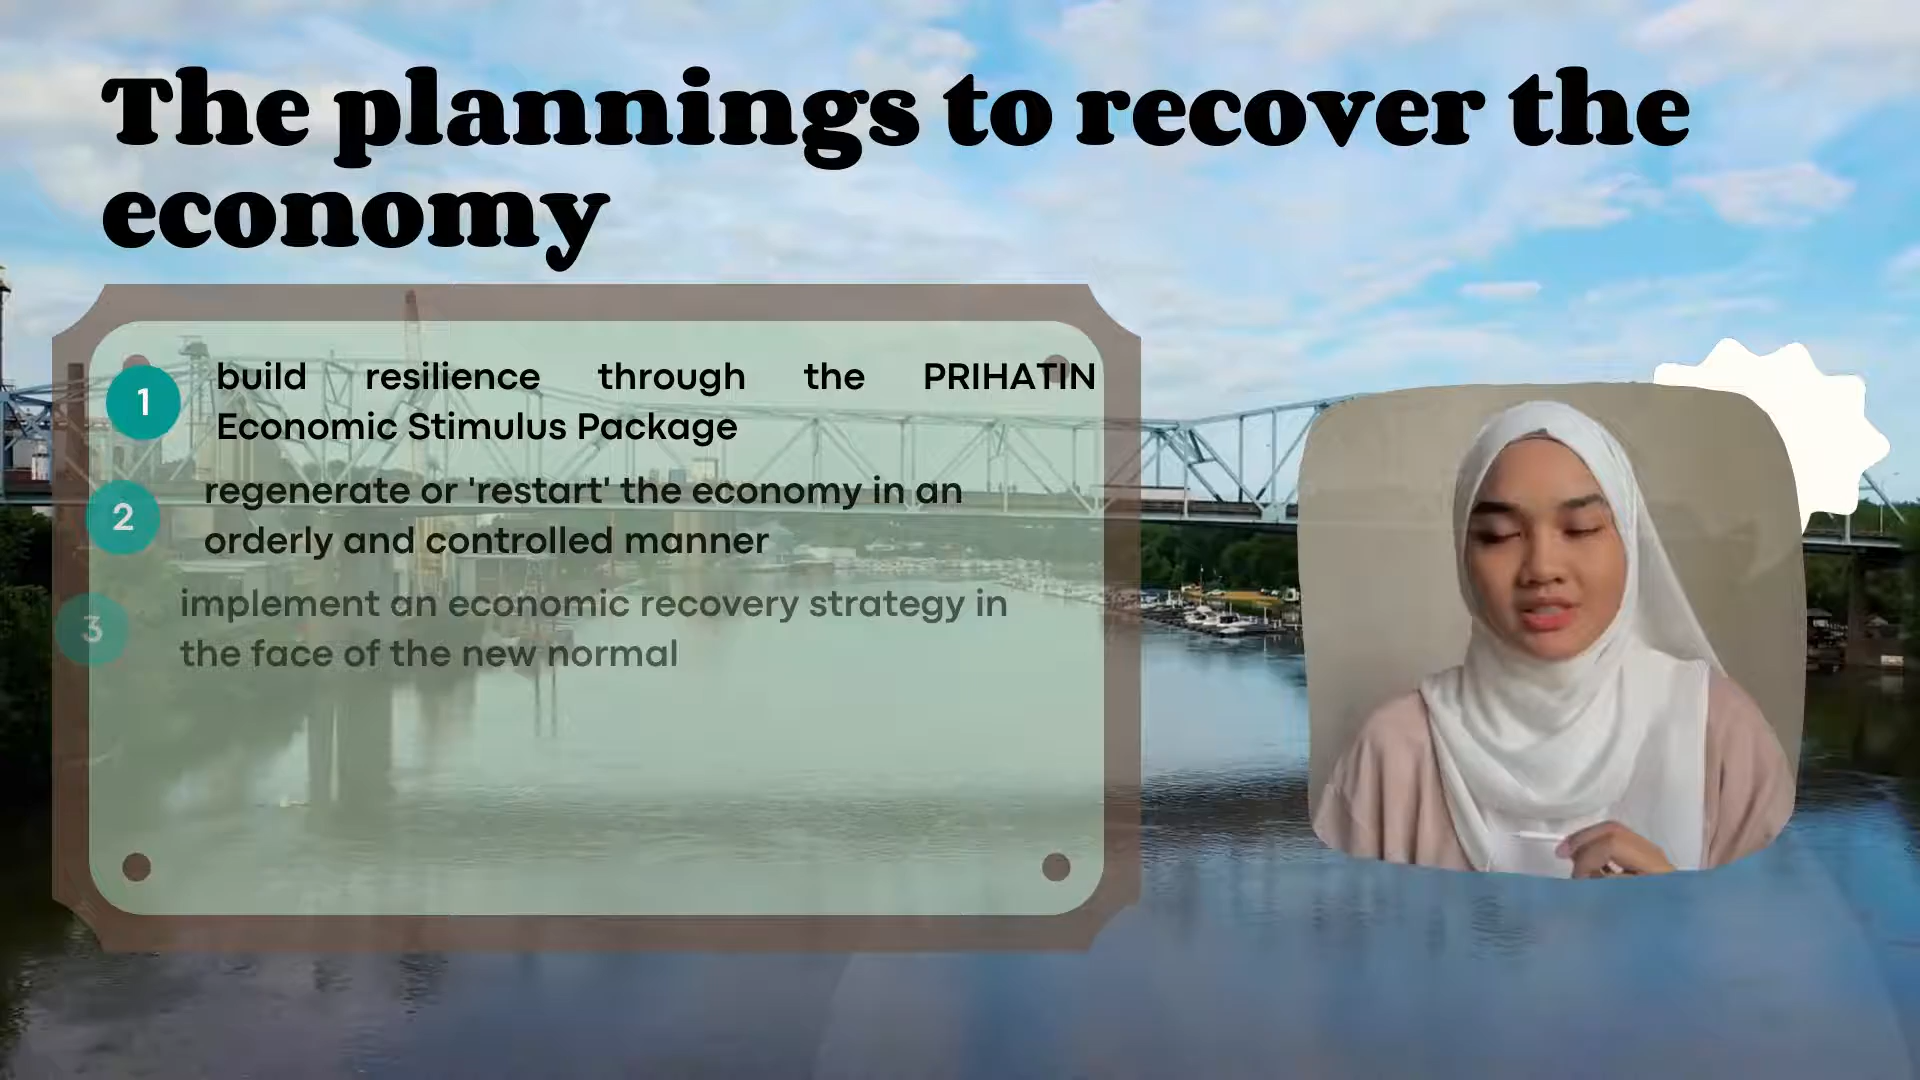 The plannings to recover the
economy
1 build resilience through the PRIHATIN
Economic Stimulus Package
2 regenerate or 'restart' the economy in an
orderly and controlled manner
3 implement an economic recovery strategy in
the face of the new normal